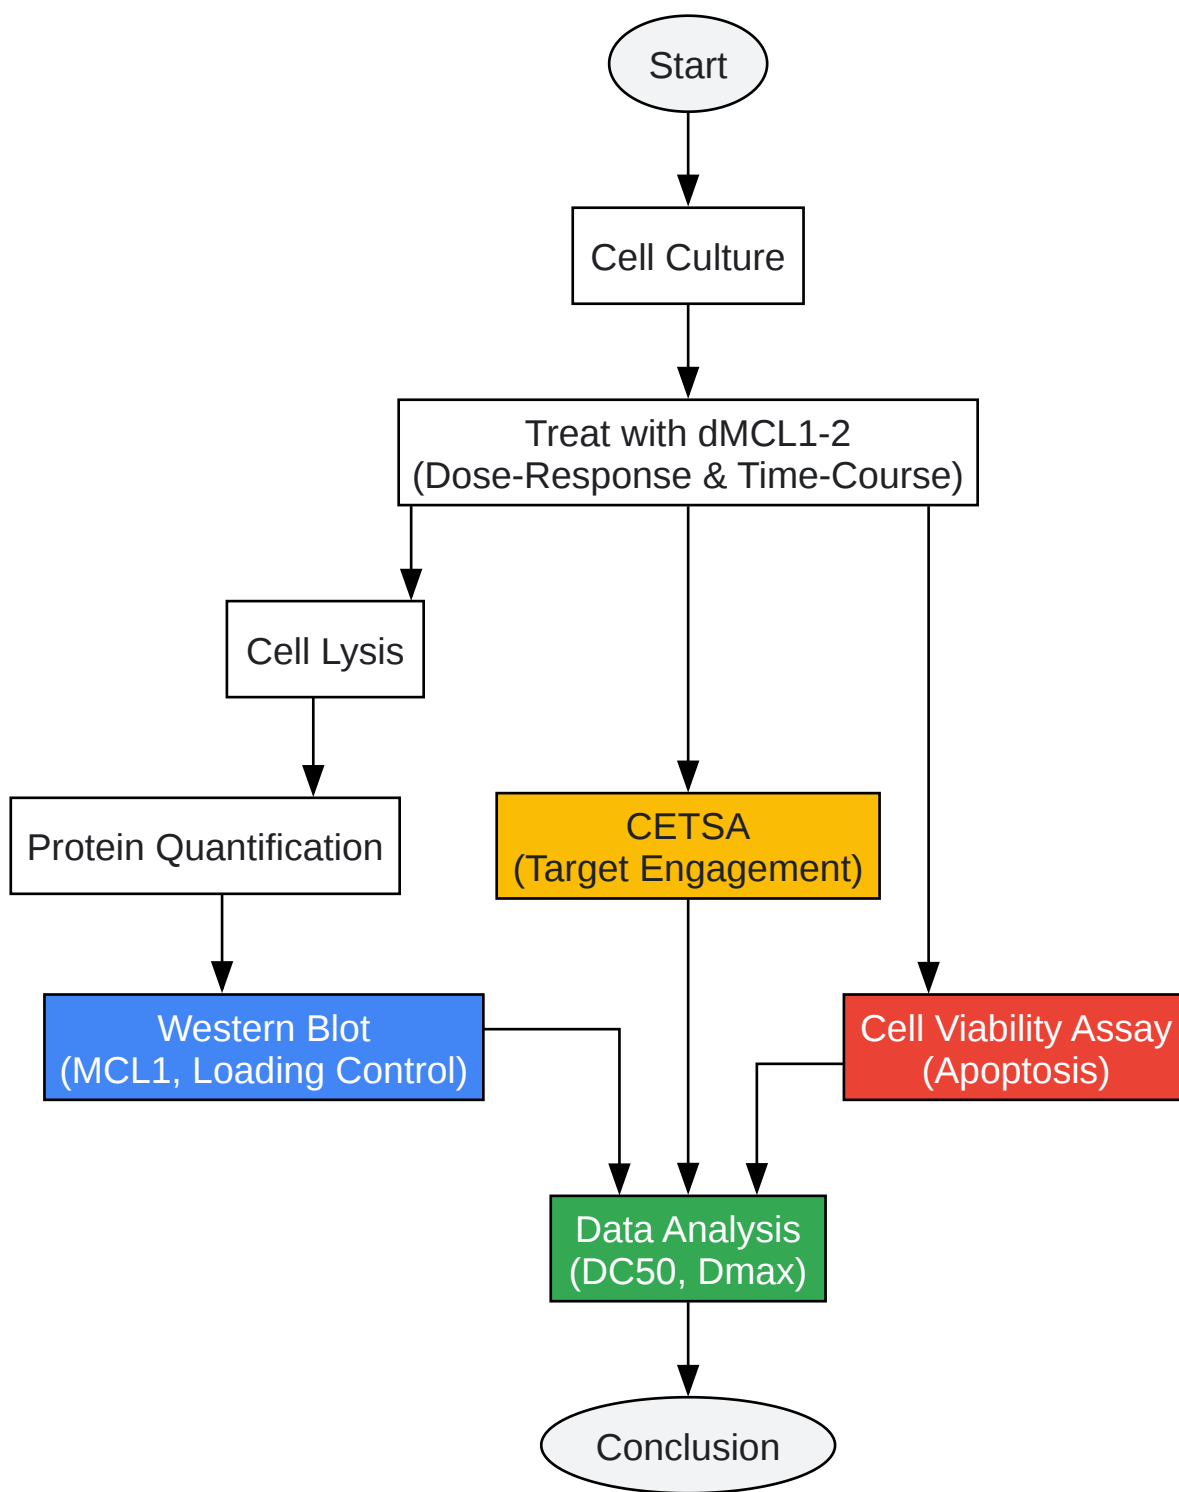 Start
Cell Culture
Treat with dMCL1-2
(Dose-Response & Time-Course)
Cell Lysis
Protein Quantification
CETSA
(Target Engagement)
Western Blot
(MCL1, Loading Control)
Cell Viability Assay
(Apoptosis)
Data Analysis
(DC50, Dmax)
Conclusion